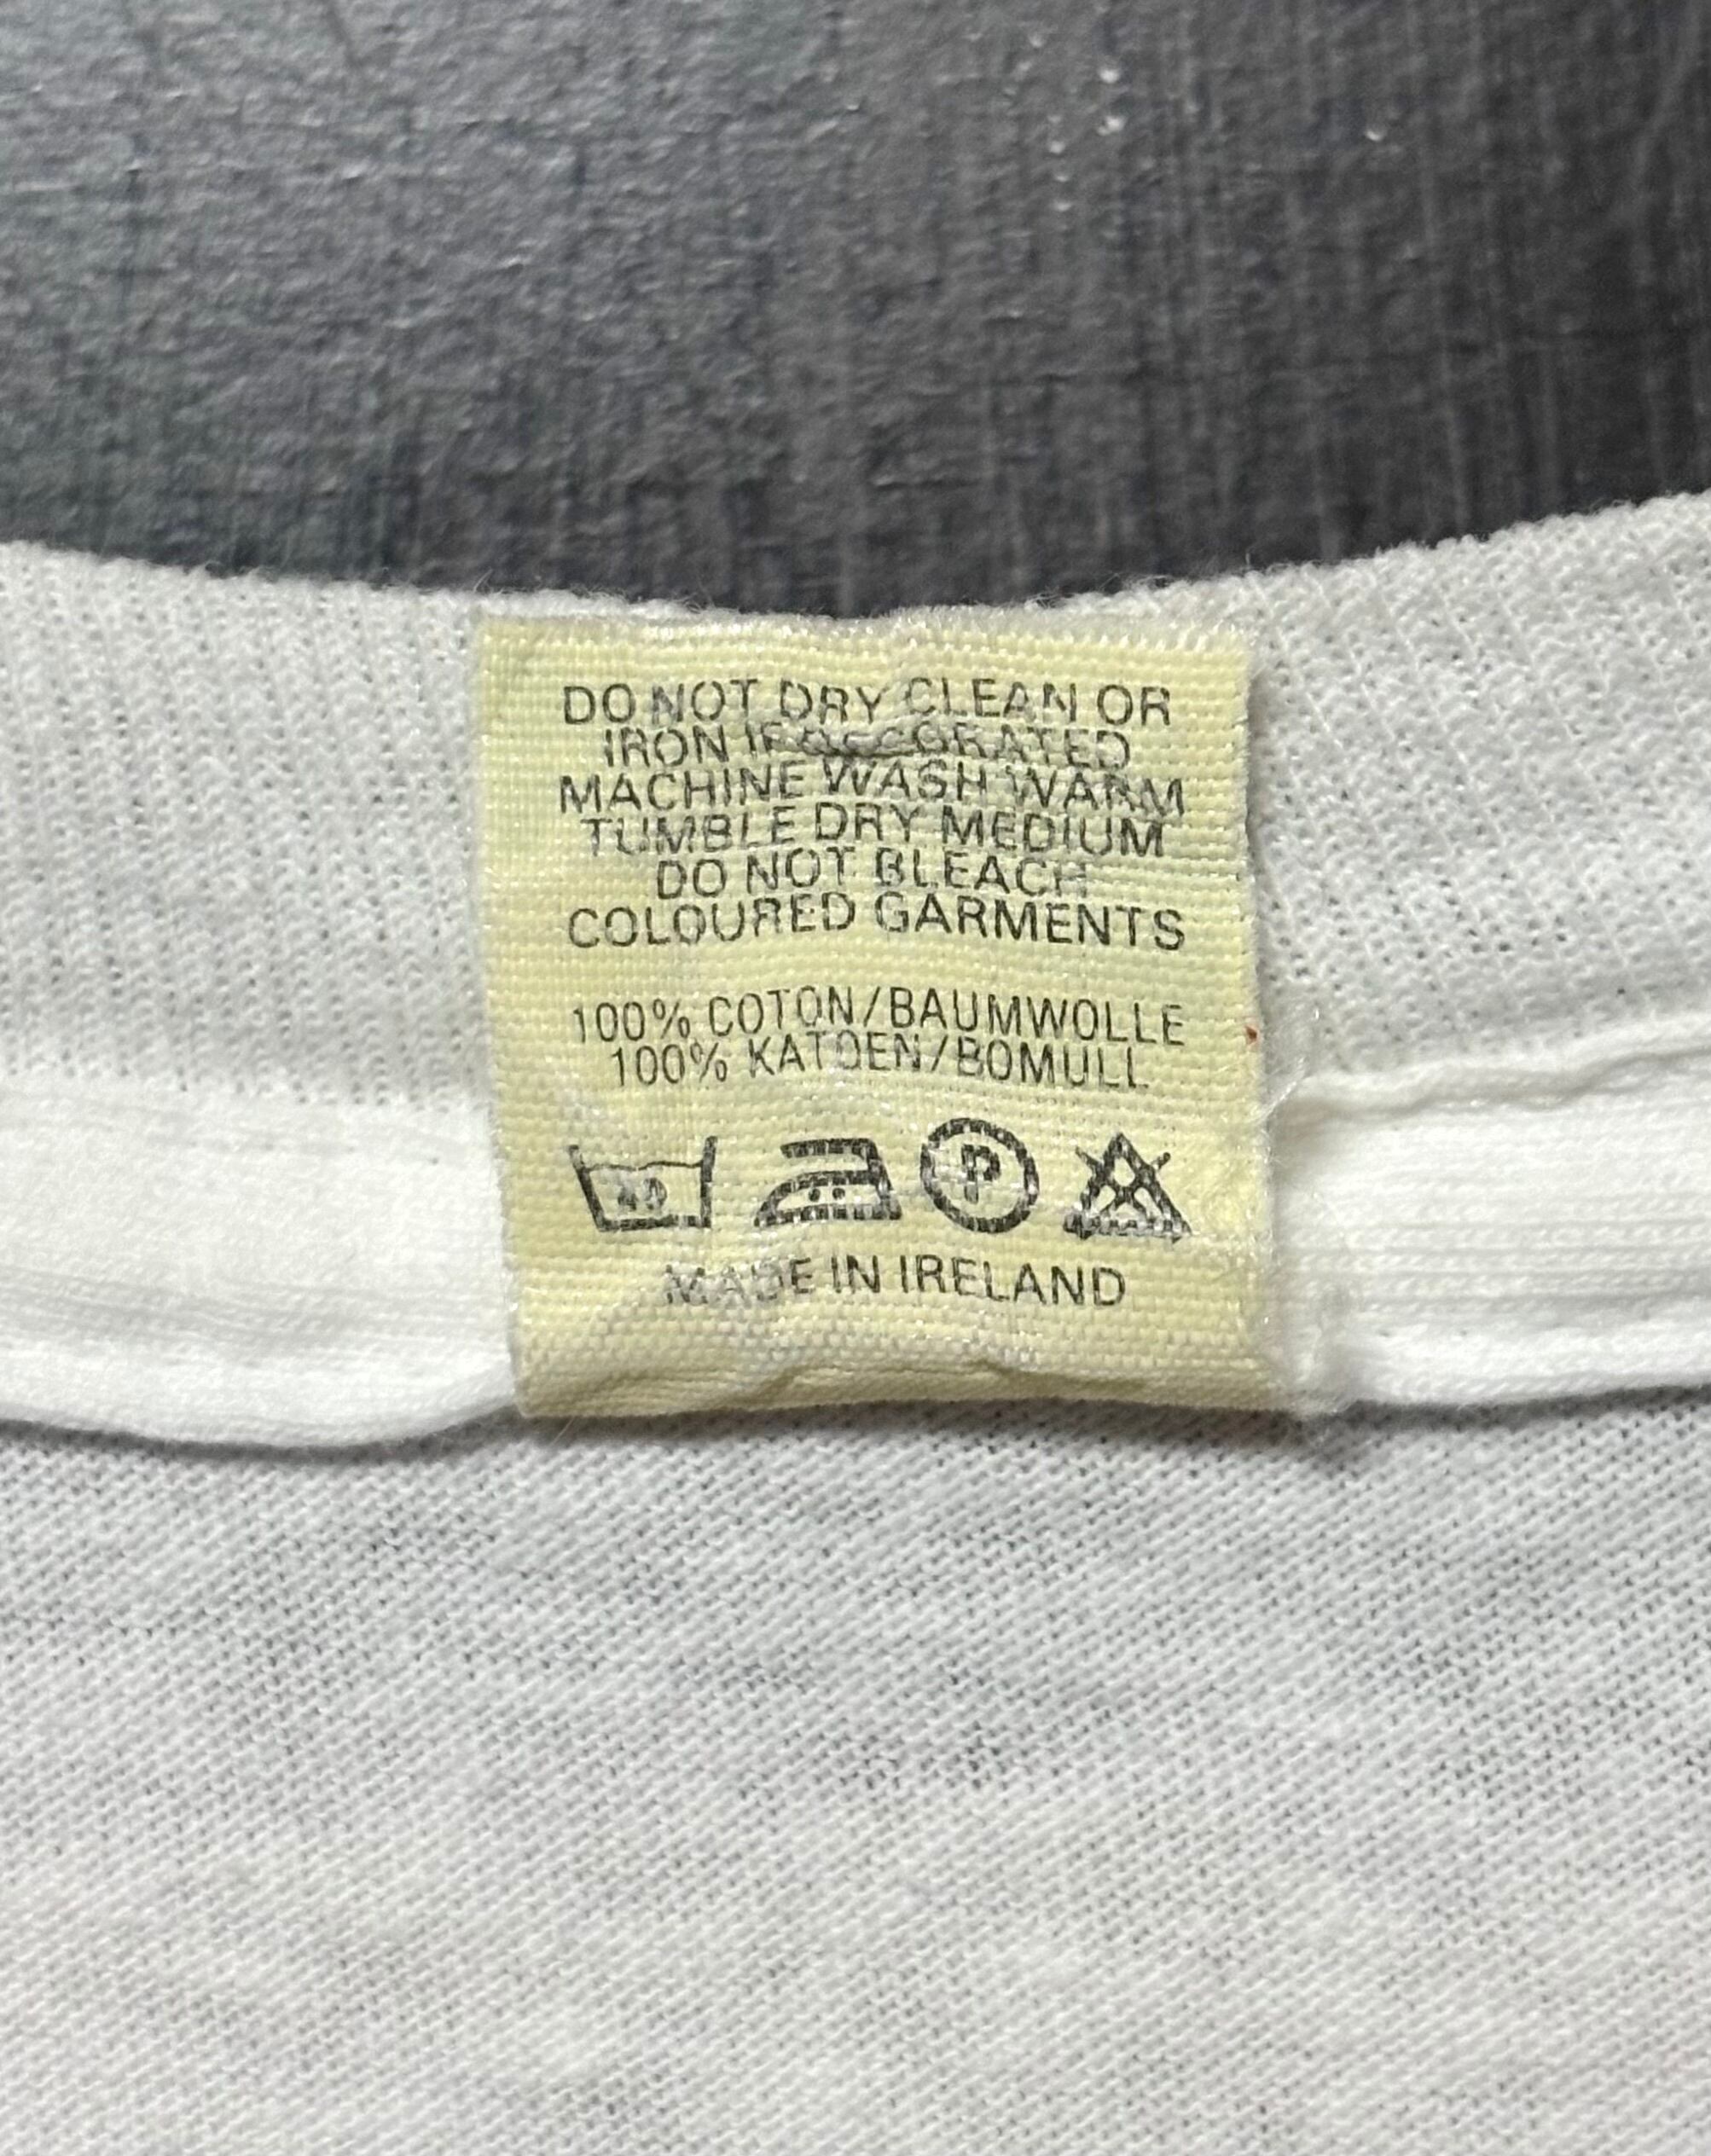 DO NOT DRY CLEAN OR
IRON IF DECORATED
MACHINE WASH WARM
TUMBLE DRY MEDIUM
DO NOT BLEACH
COLOURED GARMENTS
100% COTON/BAUMWOLLE
100% KATOEN/BOMULL
40 P
MADE IN IRELAND